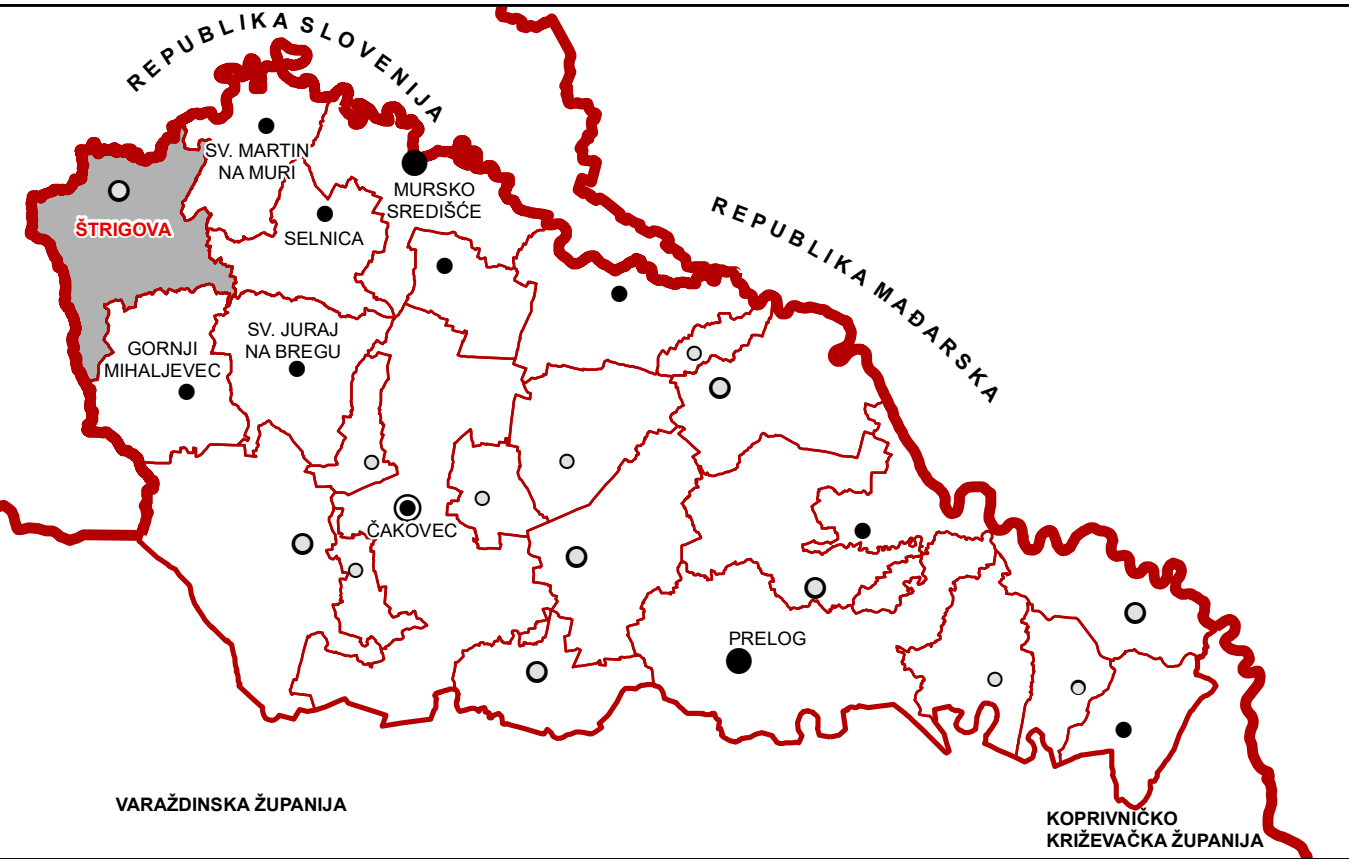 REPUBLIKA SLOVENIJA
SV. MARTIN
NA MURI
MURSKO
SREDIŠĆE
ŠTRIGOVA
SELNICA
REPUBLIKA MAĐARSKA
SV. JURAJ
NA BREGU
GORNJI
MIHALJEVEC
ČAKOVEC
PRELOG
VARAŽDINSKA ŽUPANIJA
KOPRIVNIČKO
KRIŽEVAČKA ŽUPANIJA